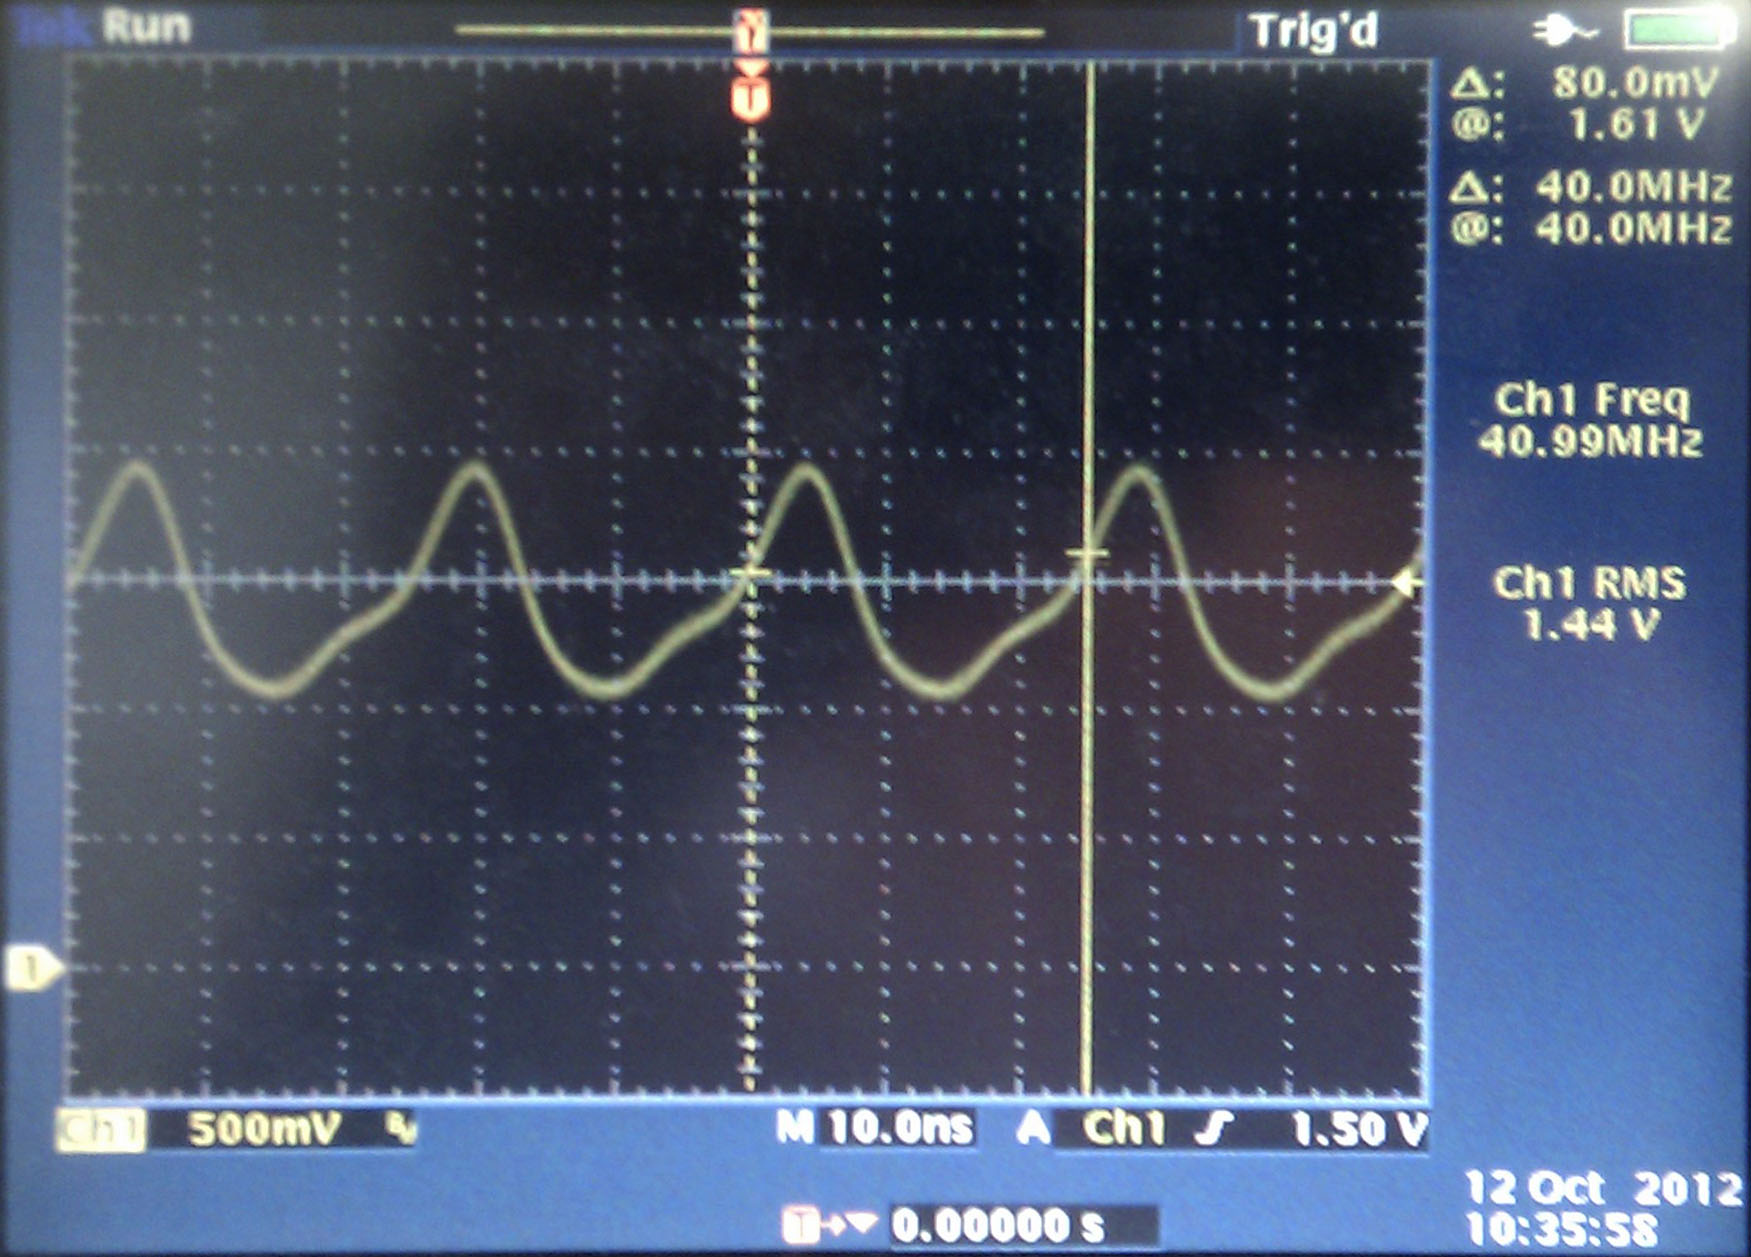 Tek Run Trig'd
T
T
Δ: 80.0mV
@: 1.61 V
Δ: 40.0MHz
@: 40.0MHz
Ch1 Freq
40.99MHz
Ch1 RMS
1.44 V
1
Ch1 500mV M 10.0ns A Ch1 1.50 V
T 0.00000 s
12 Oct 2012
10:35:58